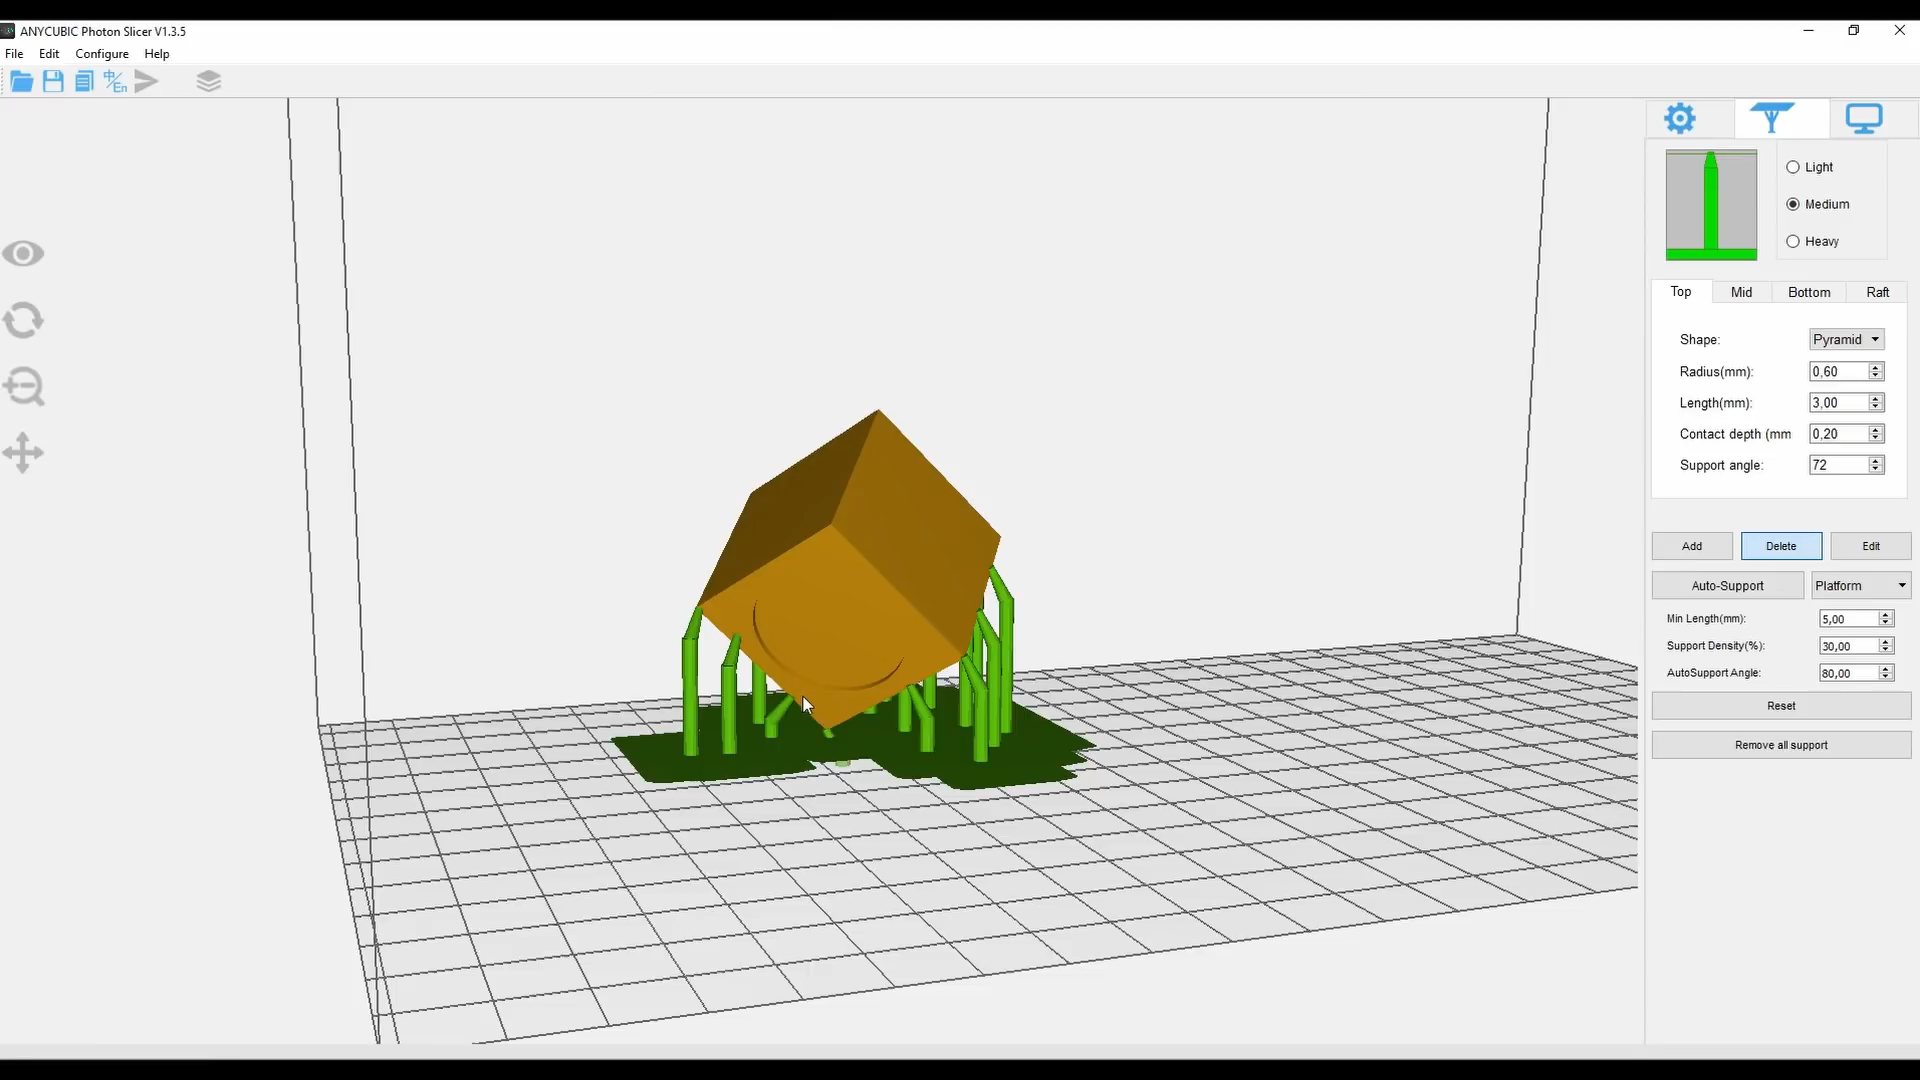 ANYCUBIC Photon Slicer V1.3.5
File Edit Configure Help
中/En
Light
Medium
Heavy
Top Mid Bottom Raft
Shape: Pyramid
Radius(mm): 0,60
Length(mm): 3,00
Contact depth (mm 0,20
Support angle: 72
Add Delete Edit
Auto-Support Platform
Min Length(mm): 5,00
Support Density(%): 30,00
AutoSupport Angle: 80,00
Reset
Remove all support